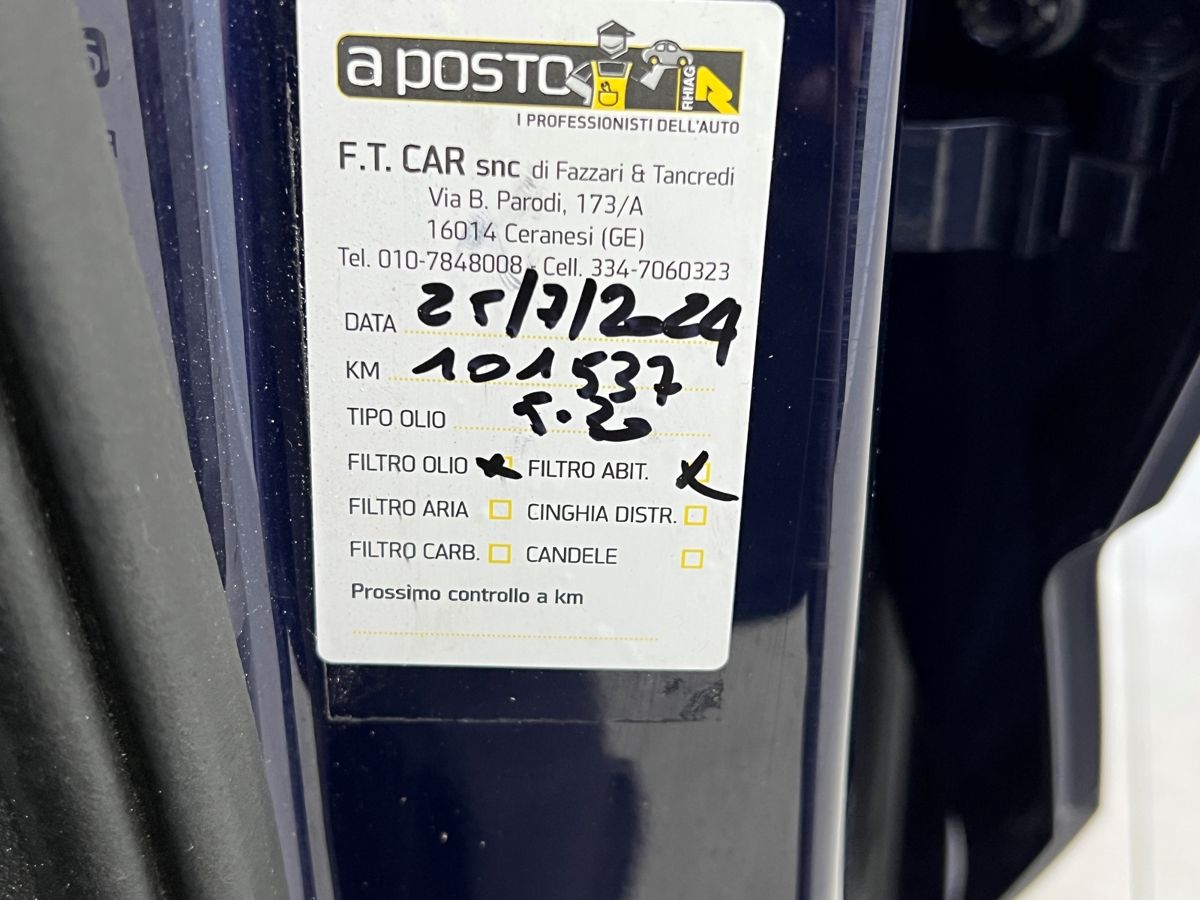 a posto
RHIAG
I PROFESSIONISTI DELL'AUTO
F.T. CAR snc di Fazzari & Tancredi
Via B. Parodi, 173/A
16014 Ceranesi (GE)
Tel. 010-7848008 - Cell. 334-7060323
DATA 25/7/2024
KM 101537
TIPO OLIO 5.30
FILTRO OLIO x FILTRO ABIT. x
FILTRO ARIA CINGHIA DISTR.
FILTRO CARB. CANDELE
Prossimo controllo a km